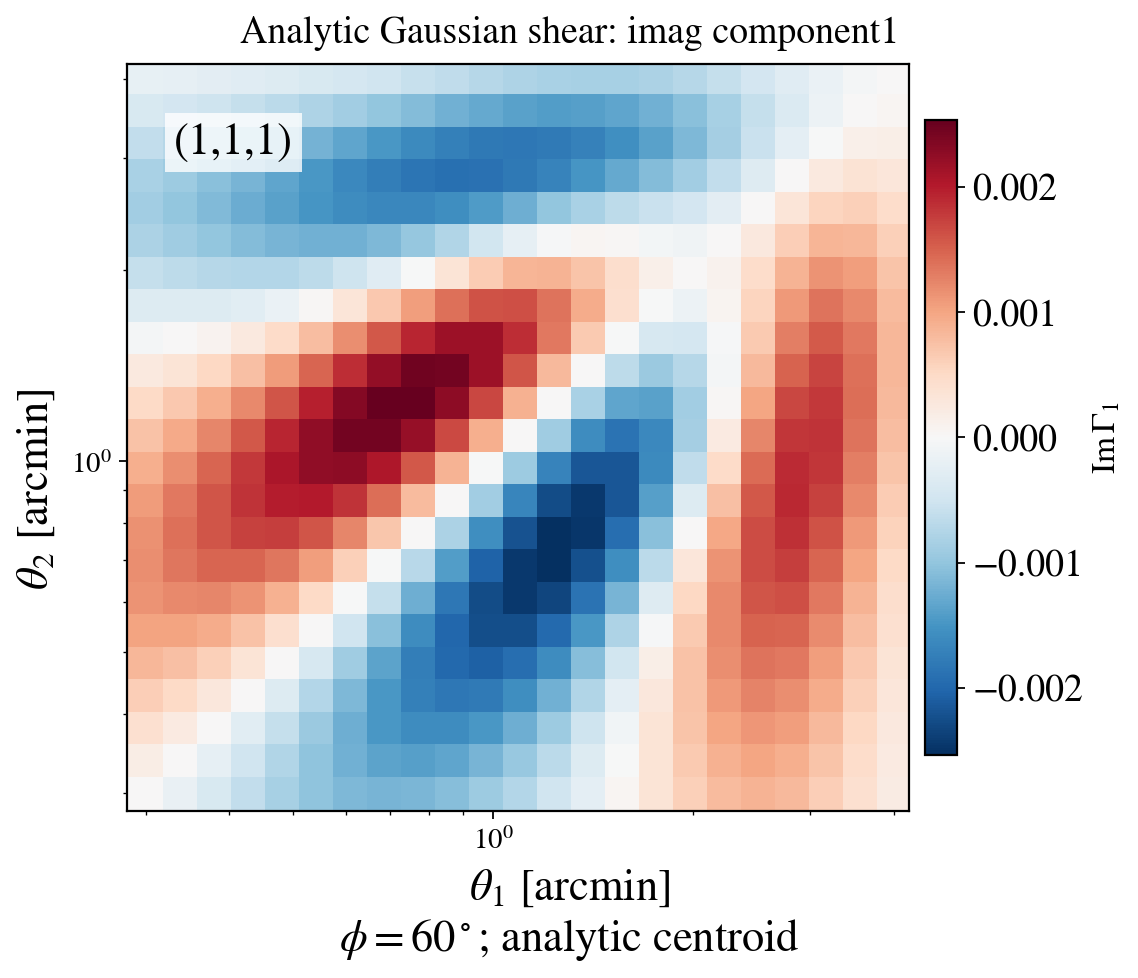 Analytic Gaussian shear: imag component1
(1,1,1)
0.002
0.001
0.000
−0.001
−0.002
ImΓ₁
10⁰
θ₂ [arcmin]
10⁰
θ₁ [arcmin]
ϕ = 60°; analytic centroid